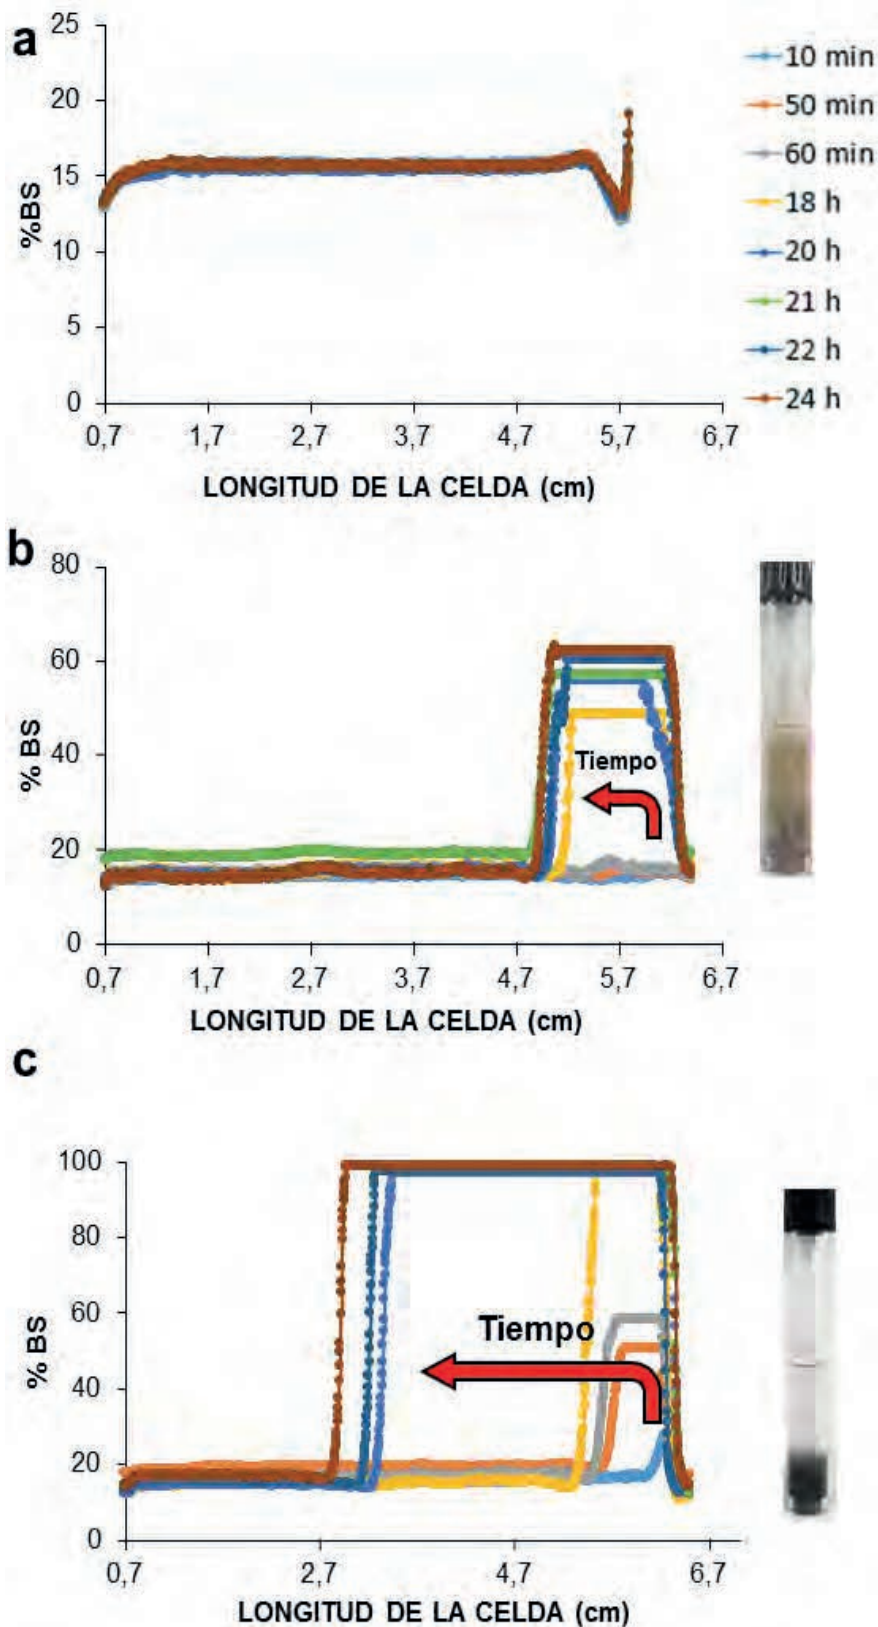 a
25
20
15
10
5
0
%BS
0,7 1,7 2,7 3,7 4,7 5,7 6,7
LONGITUD DE LA CELDA (cm)
10 min
50 min
60 min
18 h
20 h
21 h
22 h
24 h
b
80
60
40
20
0
% BS
Tiempo
0,7 1,7 2,7 3,7 4,7 5,7 6,7
LONGITUD DE LA CELDA (cm)
c
100
80
60
40
20
0
% BS
Tiempo
0,7 2,7 4,7 6,7
LONGITUD DE LA CELDA (cm)